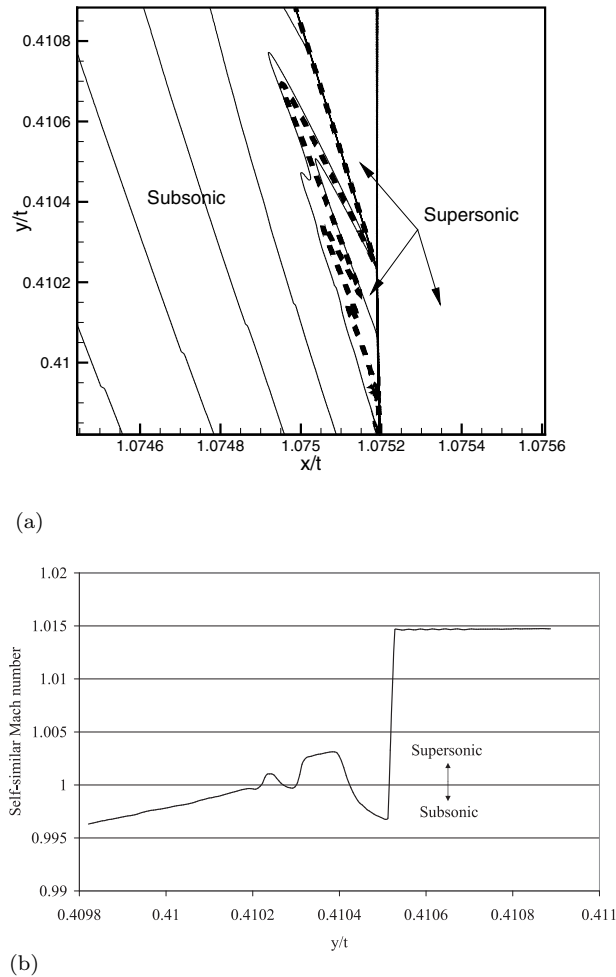 0.4108
0.4106
0.4104
0.4102
0.41
y/t
Subsonic
Supersonic
1.0746 1.0748 1.075 1.0752 1.0754 1.0756
x/t
(a)
1.02
1.015
1.01
1.005
1
0.995
0.99
Self-similar Mach number
Supersonic
Subsonic
0.4098 0.41 0.4102 0.4104 0.4106 0.4108 0.411
y/t
(b)